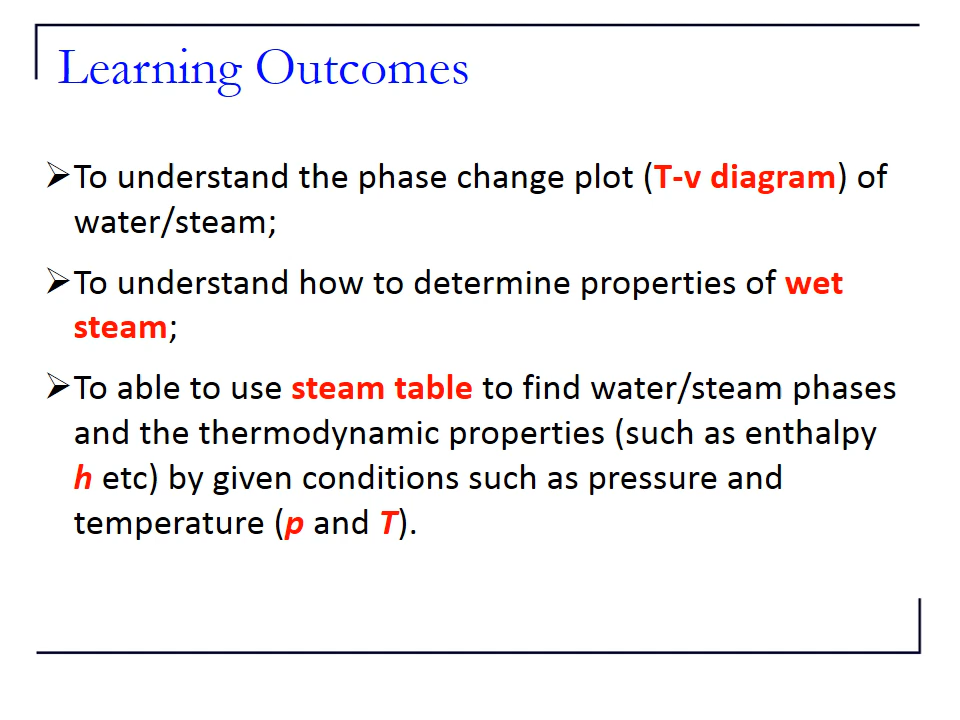 Learning Outcomes
➢To understand the phase change plot (T-v diagram) of
water/steam;
➢To understand how to determine properties of wet
steam;
➢To able to use steam table to find water/steam phases
and the thermodynamic properties (such as enthalpy
h etc) by given conditions such as pressure and
temperature (p and T).